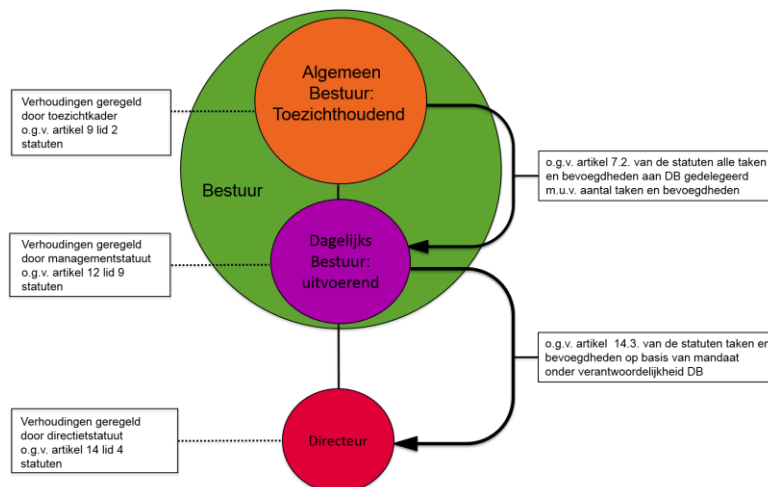 Algemeen
Bestuur:
Toezichthoudend
Verhoudingen geregeld
door toezichtkader
o.g.v. artikel 9 lid 2
statuten
o.g.v. artikel 7.2. van de statuten alle taken
en bevoegdheden aan DB gedelegeerd
m.u.v. aantal taken en bevoegdheden
Bestuur
Dagelijks
Bestuur:
uitvoerend
Verhoudingen geregeld
door managementstatuut
o.g.v. artikel 12 lid 9
statuten
o.g.v. artikel 14.3. van de statuten taken en
bevoegdheden op basis van mandaat
onder verantwoordelijkheid DB
Verhoudingen geregeld
door directietstatuut
o.g.v. artikel 14 lid 4
statuten
Directeur